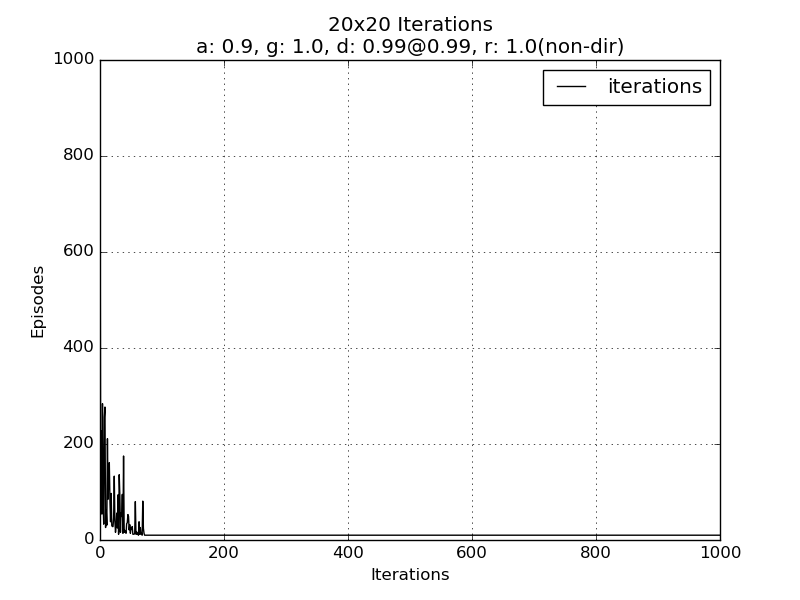 20x20 Iterations
a: 0.9, g: 1.0, d: 0.99@0.99, r: 1.0(non-dir)
1000
iterations
800
600
Episodes
400
200
0
0 200 400 600 800 1000
Iterations